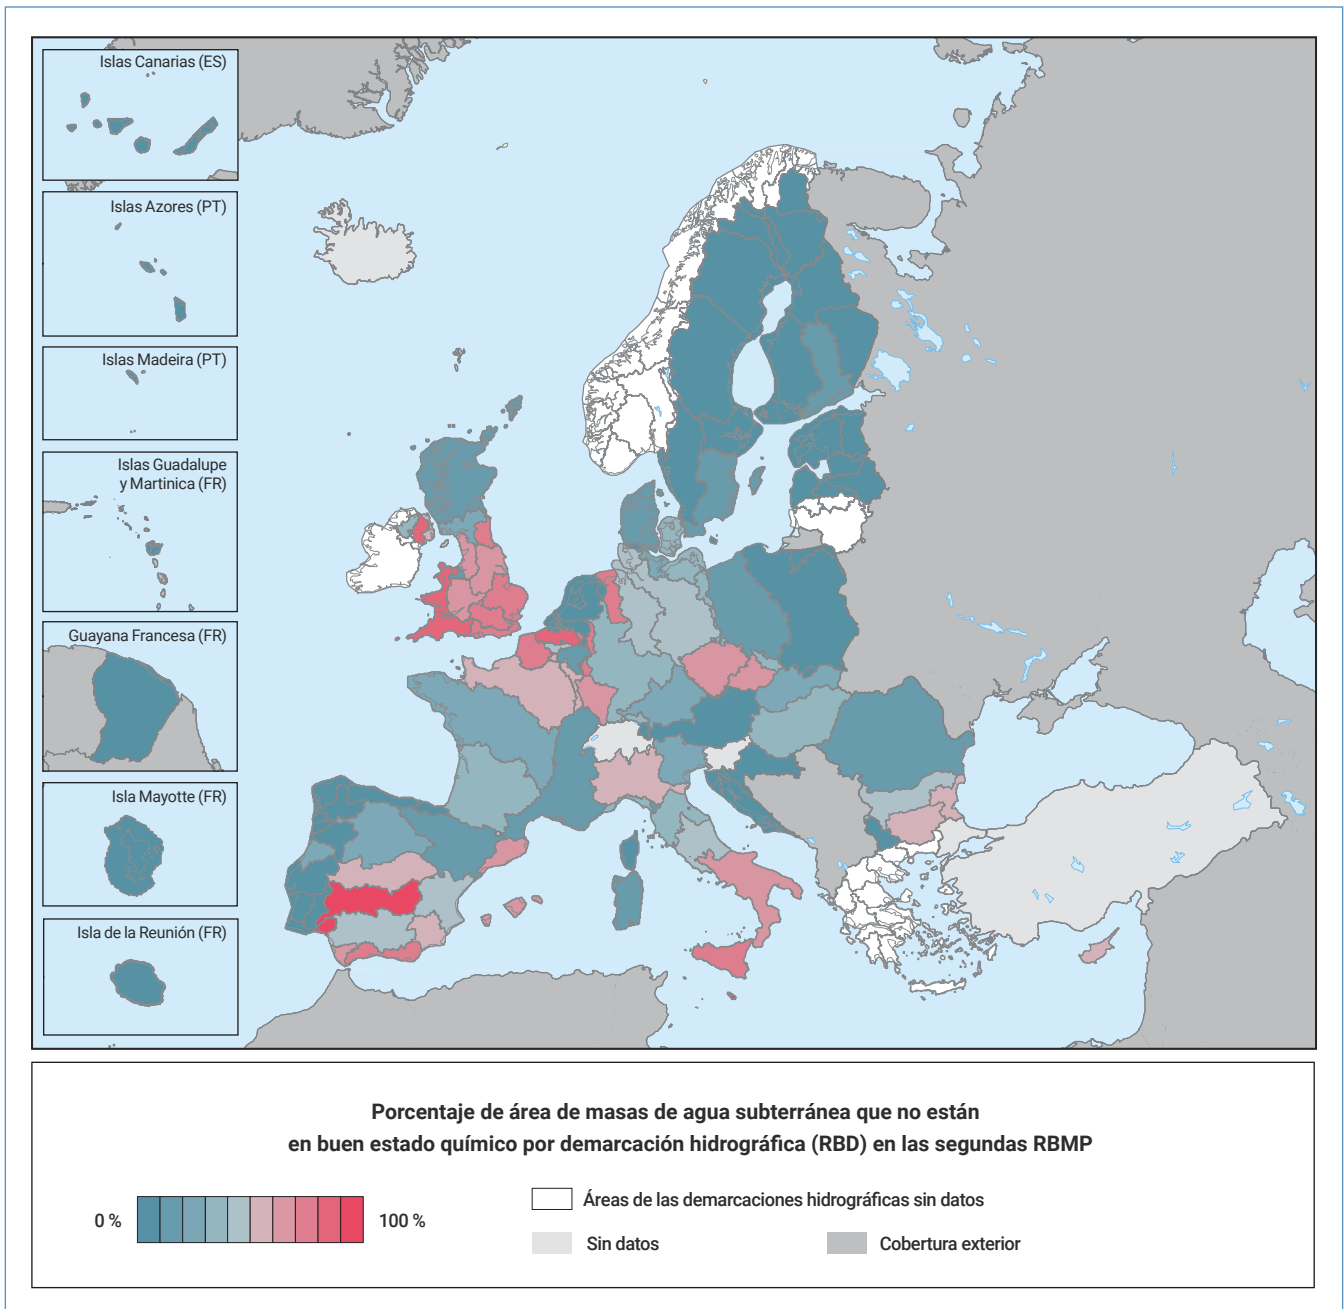 Islas Canarias (ES)
Islas Azores (PT)
Islas Madeira (PT)
Islas Guadalupe
y Martinica (FR)
Guayana Francesa (FR)
Isla Mayotte (FR)
Isla de la Reunión (FR)
Porcentaje de área de masas de agua subterránea que no están
en buen estado químico por demarcación hidrográfica (RBD) en las segundas RBMP
0 %
100 %
Áreas de las demarcaciones hidrográficas sin datos
Sin datos
Cobertura exterior